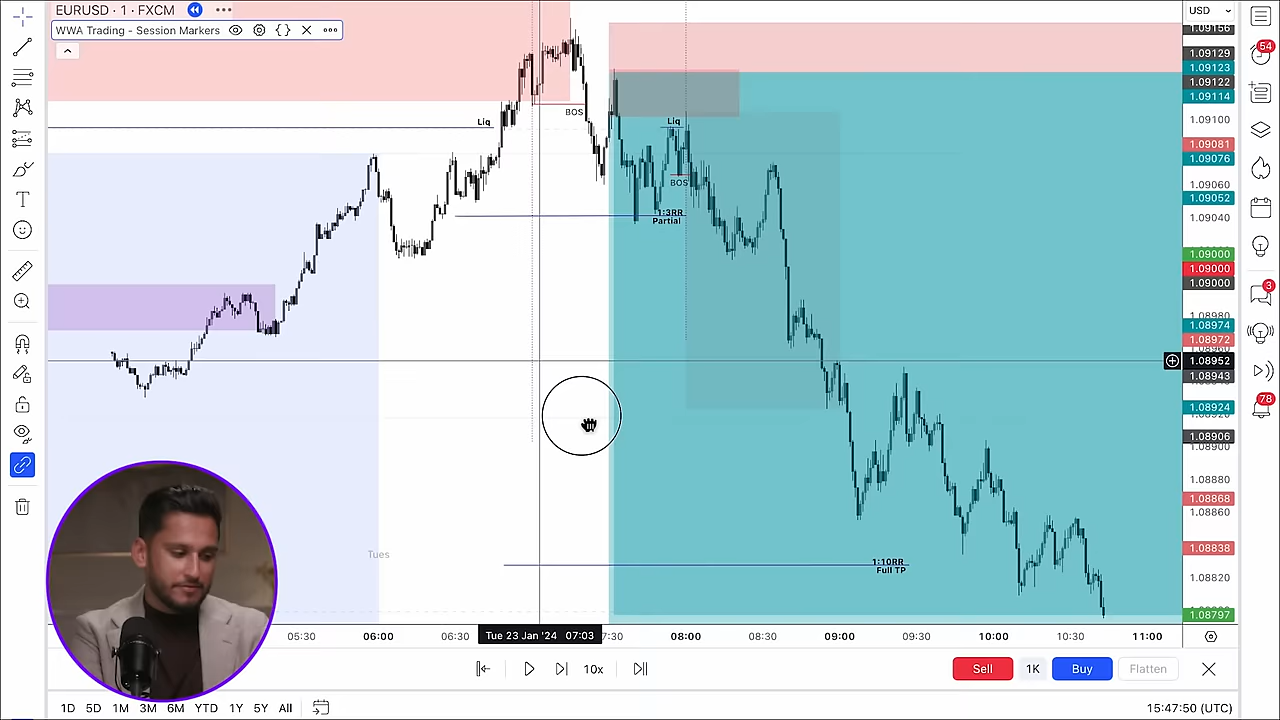 EURUSD · 1 · FXCM
WWA Trading - Session Markers
USD
1.09156
1.09129
1.09123
1.09122
1.09114
1.09100
1.09081
1.09076
1.09060
1.09052
1.09040
1.09000
1.09000
1.09000
1.08980
1.08974
1.08972
1.08952
1.08943
1.08924
1.08906
1.08900
1.08880
1.08868
1.08860
1.08838
1.08820
1.08797
54
3
78
BOS
Liq
Liq
BOS
1:3RR
Partial
1:10RR
Full TP
Tues
05:30
06:00
06:30
Tue 23 Jan '24 07:03
7:30
08:00
08:30
09:00
09:30
10:00
10:30
11:00
10x
Sell
1K
Buy
Flatten
1D 5D 1M 3M 6M YTD 1Y 5Y All
15:47:50 (UTC)